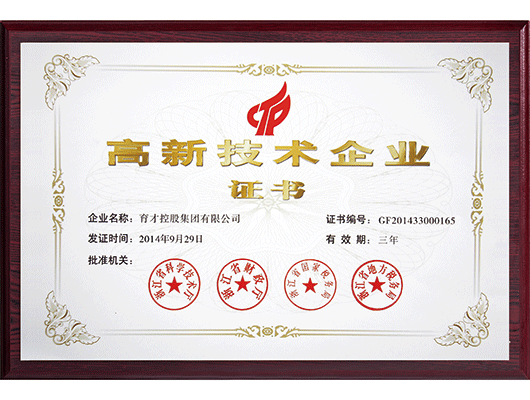 高新技术企业
证书
企业名称：育才控股集团有限公司
证书编号：GF201433000165
发证时间：2014年9月29日
有 效 期：三年
批准机关：
浙江省科学技术厅
浙江省财政厅
浙江省国家税务局
浙江省地方税务局